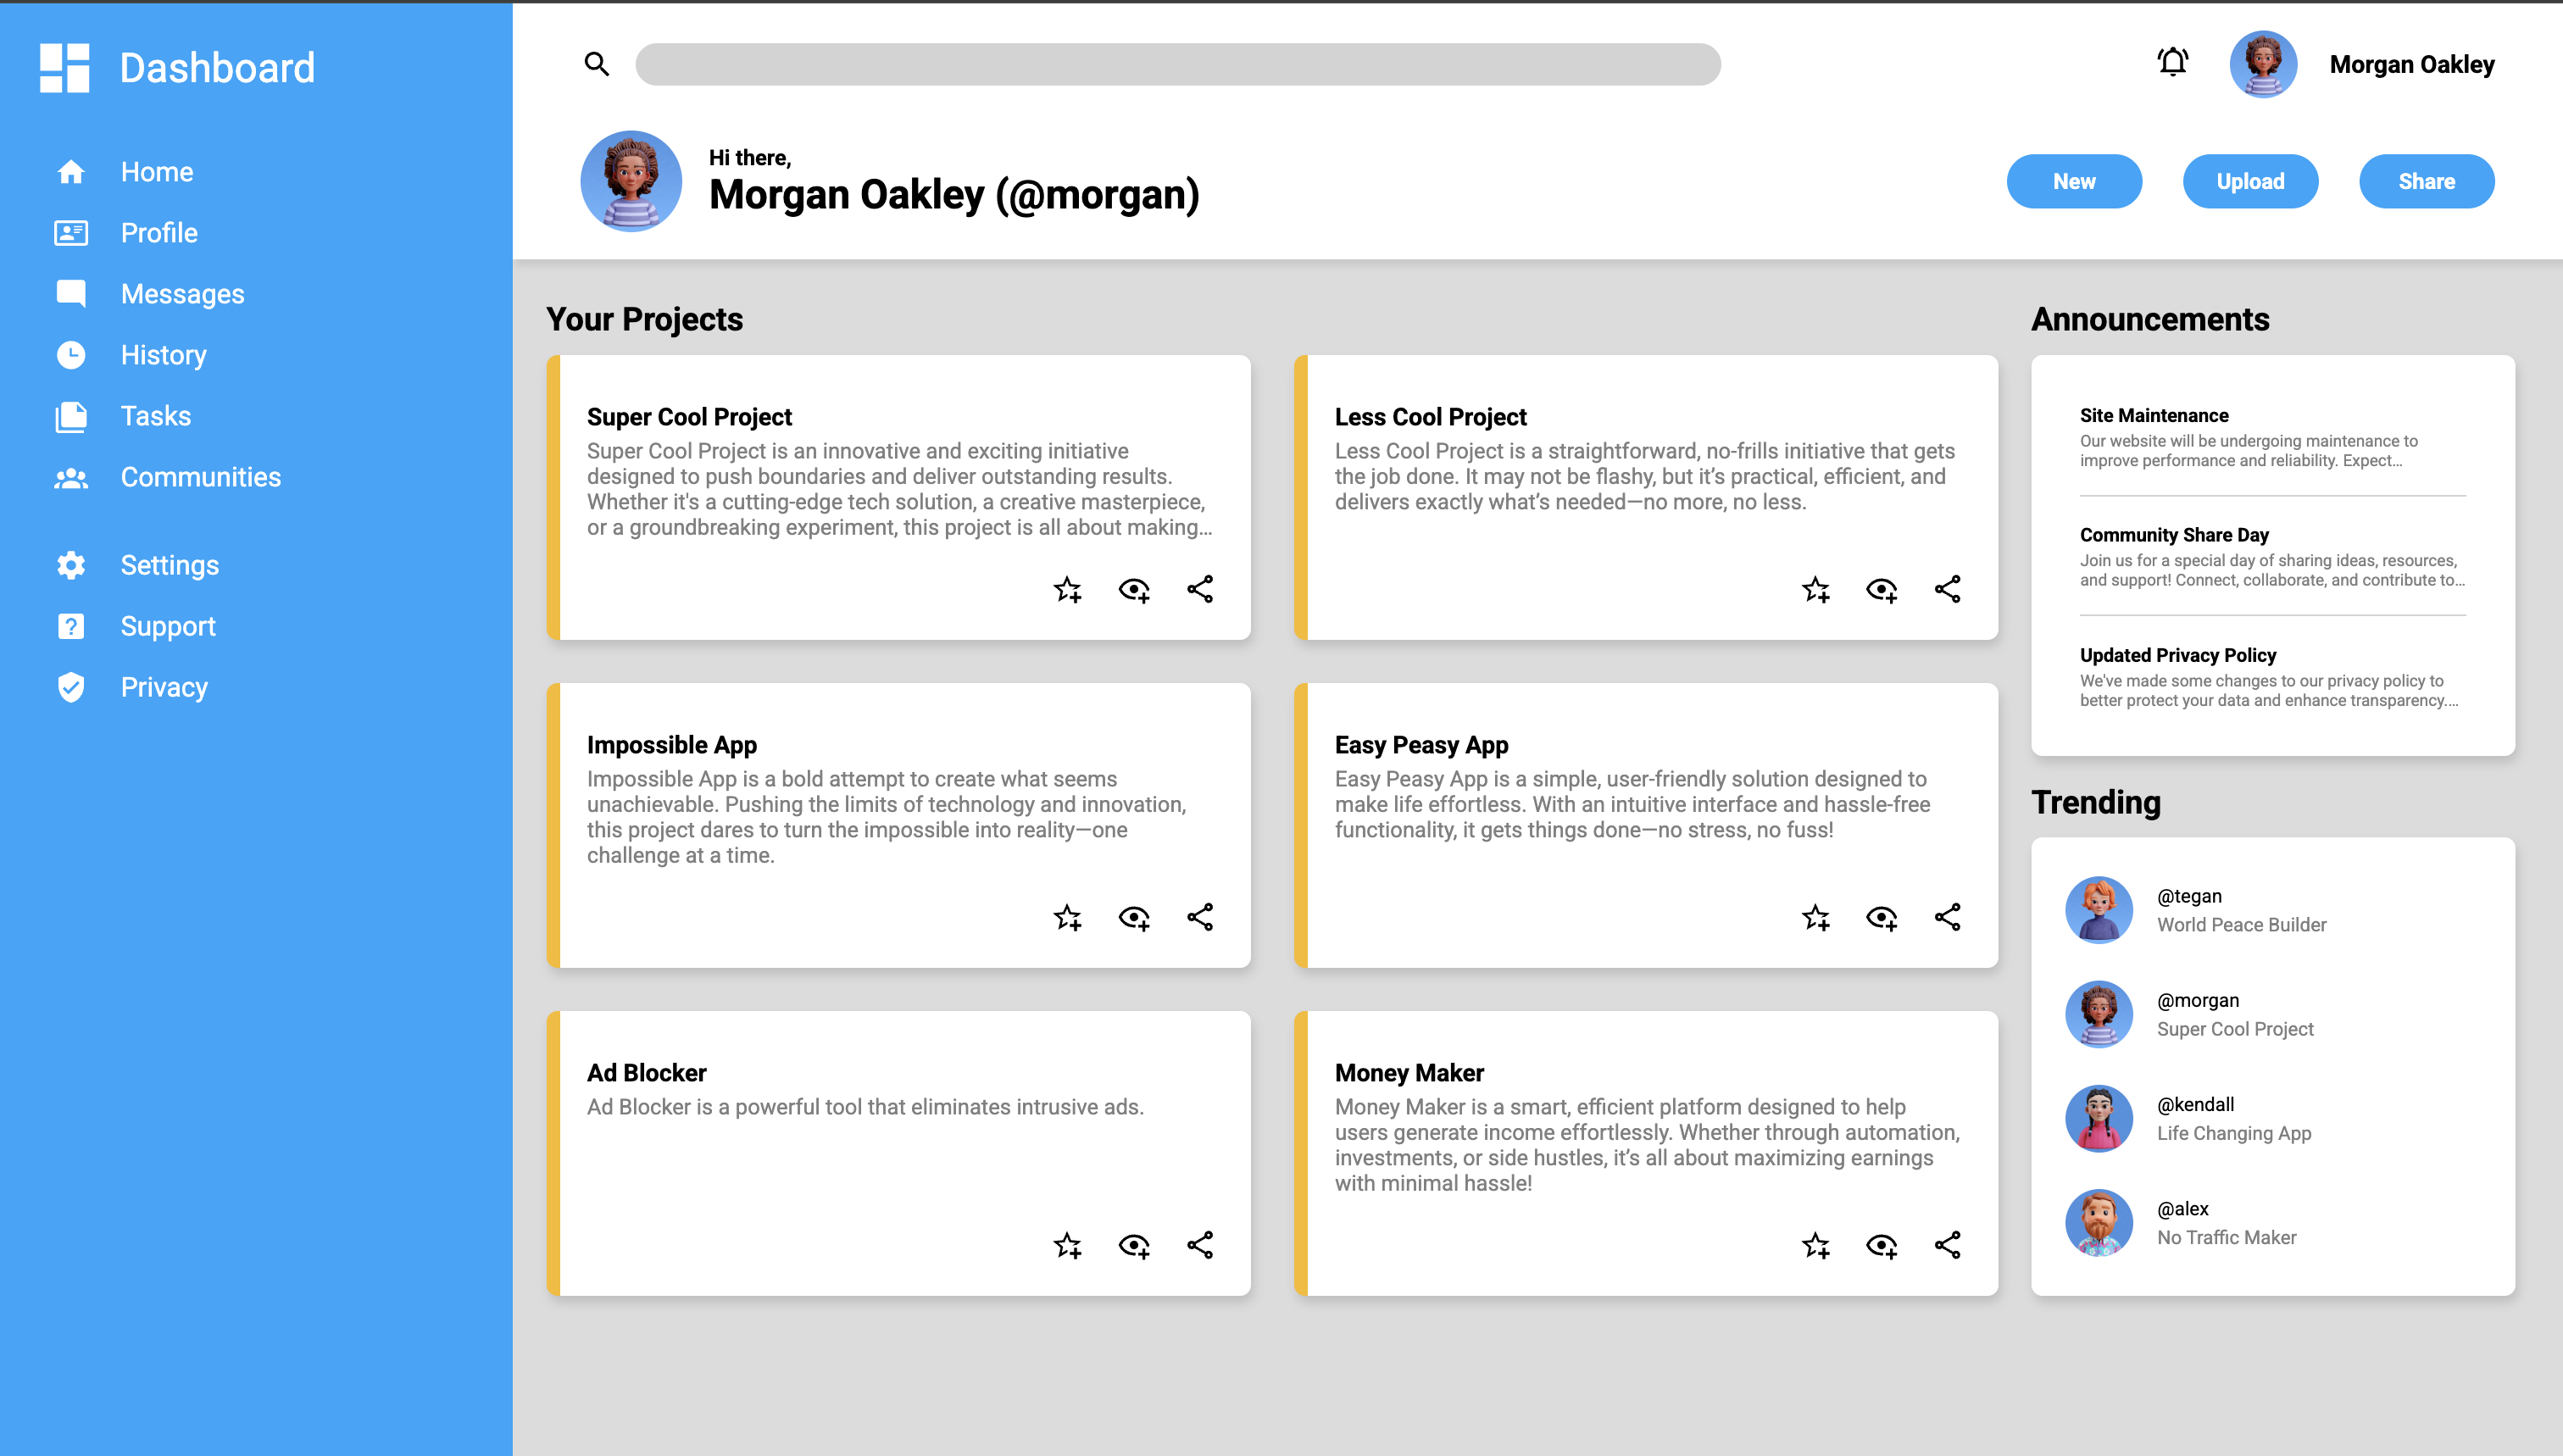 Dashboard
Home
Profile
Messages
History
Tasks
Communities
Settings
Support
Privacy
Morgan Oakley
Hi there,
Morgan Oakley (@morgan)
New
Upload
Share
Your Projects
Super Cool Project
Super Cool Project is an innovative and exciting initiative
designed to push boundaries and deliver outstanding results.
Whether it's a cutting-edge tech solution, a creative masterpiece,
or a groundbreaking experiment, this project is all about making...
Less Cool Project
Less Cool Project is a straightforward, no-frills initiative that gets
the job done. It may not be flashy, but it’s practical, efficient, and
delivers exactly what’s needed—no more, no less.
Impossible App
Impossible App is a bold attempt to create what seems
unachievable. Pushing the limits of technology and innovation,
this project dares to turn the impossible into reality—one
challenge at a time.
Easy Peasy App
Easy Peasy App is a simple, user-friendly solution designed to
make life effortless. With an intuitive interface and hassle-free
functionality, it gets things done—no stress, no fuss!
Ad Blocker
Ad Blocker is a powerful tool that eliminates intrusive ads.
Money Maker
Money Maker is a smart, efficient platform designed to help
users generate income effortlessly. Whether through automation,
investments, or side hustles, it’s all about maximizing earnings
with minimal hassle!
Announcements
Site Maintenance
Our website will be undergoing maintenance to
improve performance and reliability. Expect...
Community Share Day
Join us for a special day of sharing ideas, resources,
and support! Connect, collaborate, and contribute to...
Updated Privacy Policy
We've made some changes to our privacy policy to
better protect your data and enhance transparency....
Trending
@tegan
World Peace Builder
@morgan
Super Cool Project
@kendall
Life Changing App
@alex
No Traffic Maker